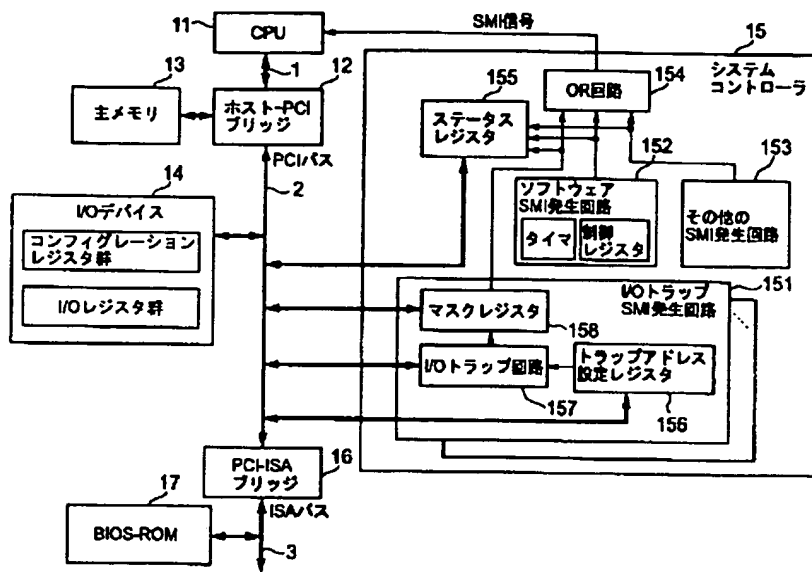 SMI信号
11
CPU
15
システム
コントローラ
1
12
13
主メモリ
ホスト-PCI
ブリッジ
155
ステータス
レジスタ
OR回路
154
PCIバス
2
14
I/Oデバイス
コンフィグレーション
レジスタ群
I/Oレジスタ群
152
ソフトウェア
SMI発生回路
タイマ
制御
レジスタ
153
その他の
SMI発生回路
151
I/Oトラップ
SMI発生回路
マスクレジスタ
158
I/Oトラップ回路
157
トラップアドレス
設定レジスタ
156
PCI-ISA
ブリッジ
16
17
ISAバス
BIOS-ROM
3